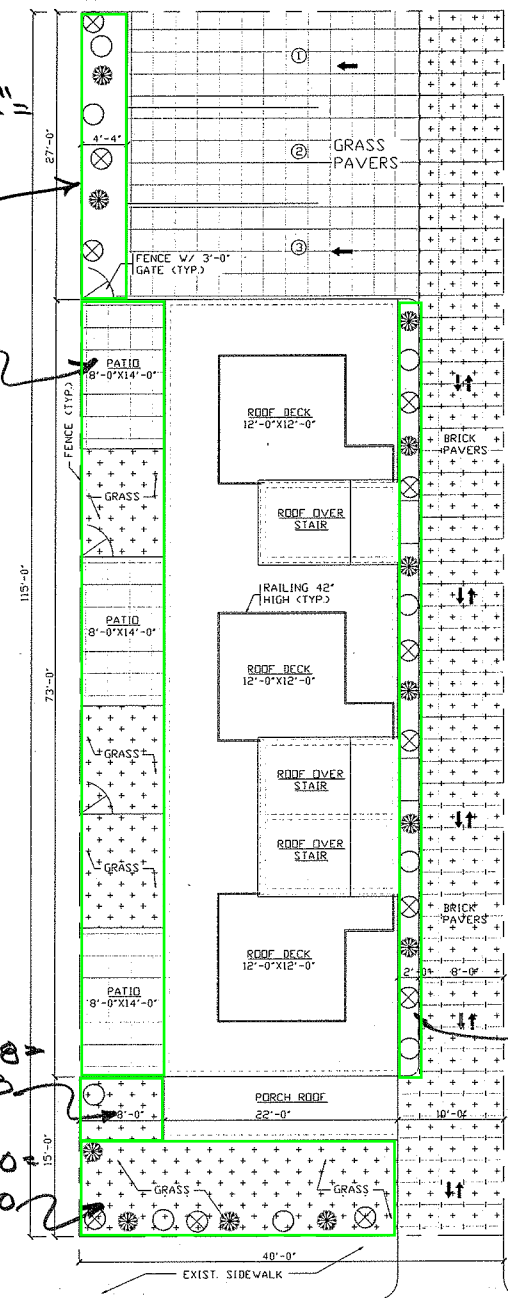 ①
4'-4"
27'-0"
②
GRASS
PAVERS
③
FENCE W/ 3'-0"
GATE (TYP.)
PATIO
8'-0"X14'-0"
FENCE (TYP.)
ROOF DECK
12'-0"X12'-0"
BRICK
PAVERS
GRASS
ROOF OVER
STAIR
115'-0"
RAILING 42"
HIGH (TYP.)
PATIO
8'-0"X14'-0"
ROOF DECK
12'-0"X12'-0"
73'-0"
GRASS
ROOF OVER
STAIR
ROOF OVER
STAIR
GRASS
BRICK
PAVERS
ROOF DECK
12'-0"X12'-0"
PATIO
8'-0"X14'-0"
2'-0"
8'-0"
PORCH ROOF
8'-0"
22'-0"
10'-0"
15'-0"
GRASS
GRASS
40'-0"
EXIST. SIDEWALK